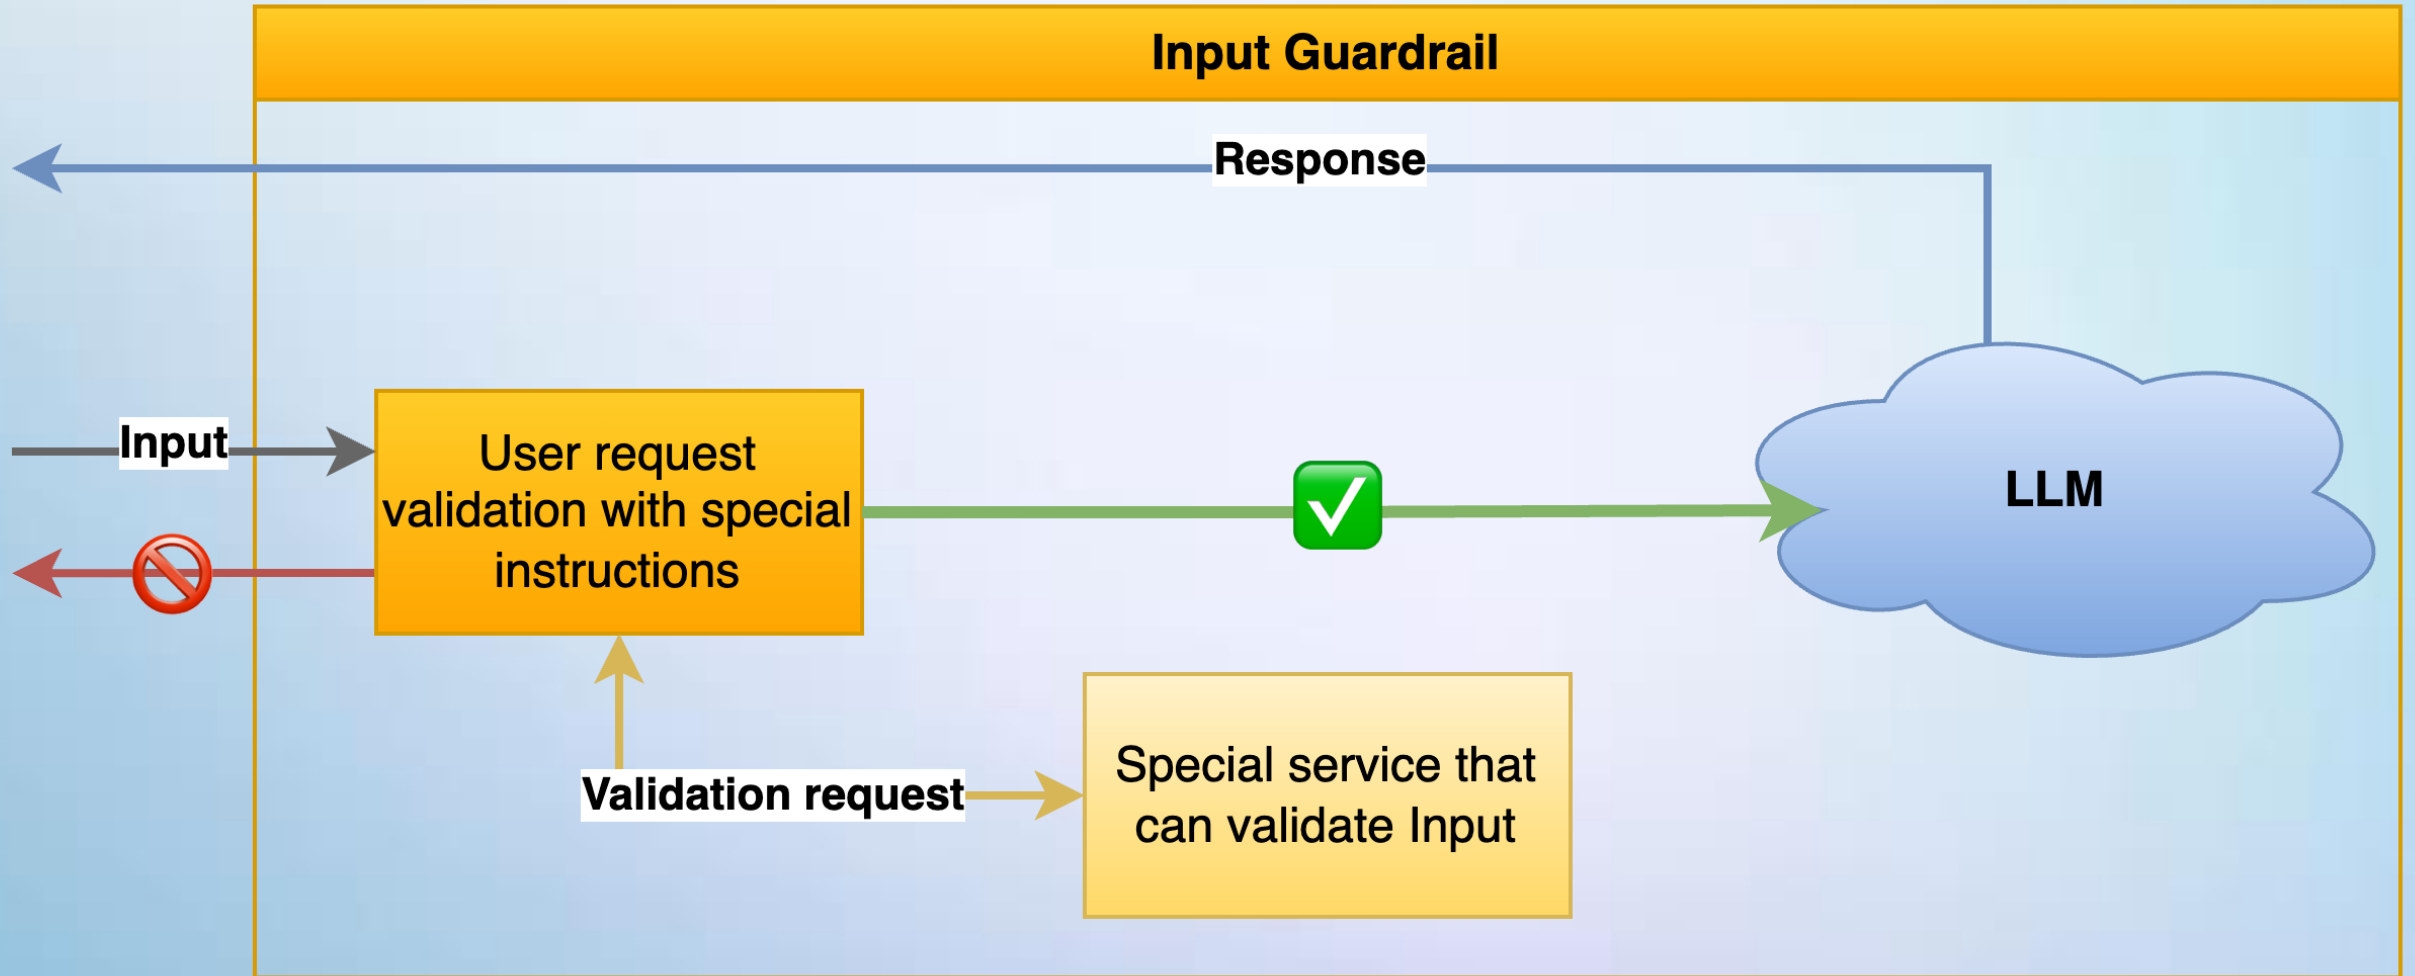 Input Guardrail
Response
Input
User request
validation with special
instructions
LLM
Validation request
Special service that
can validate Input